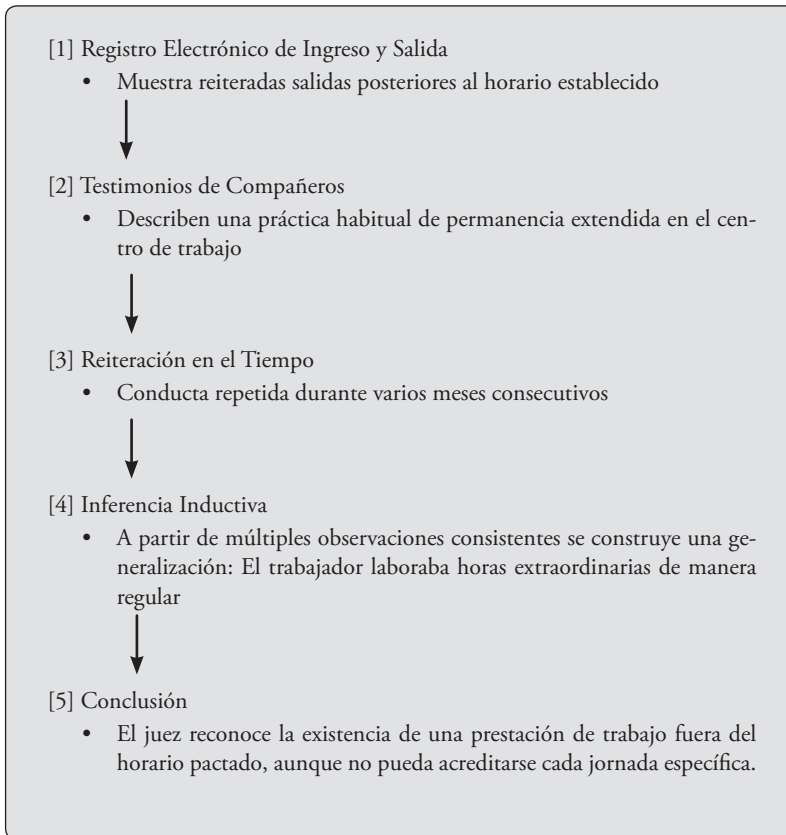 [1] Registro Electrónico de Ingreso y Salida
• Muestra reiteradas salidas posteriores al horario establecido
[2] Testimonios de Compañeros
• Describen una práctica habitual de permanencia extendida en el cen-
tro de trabajo
[3] Reiteración en el Tiempo
• Conducta repetida durante varios meses consecutivos
[4] Inferencia Inductiva
• A partir de múltiples observaciones consistentes se construye una ge-
neralización: El trabajador laboraba horas extraordinarias de manera
regular
[5] Conclusión
• El juez reconoce la existencia de una prestación de trabajo fuera del
horario pactado, aunque no pueda acreditarse cada jornada específica.